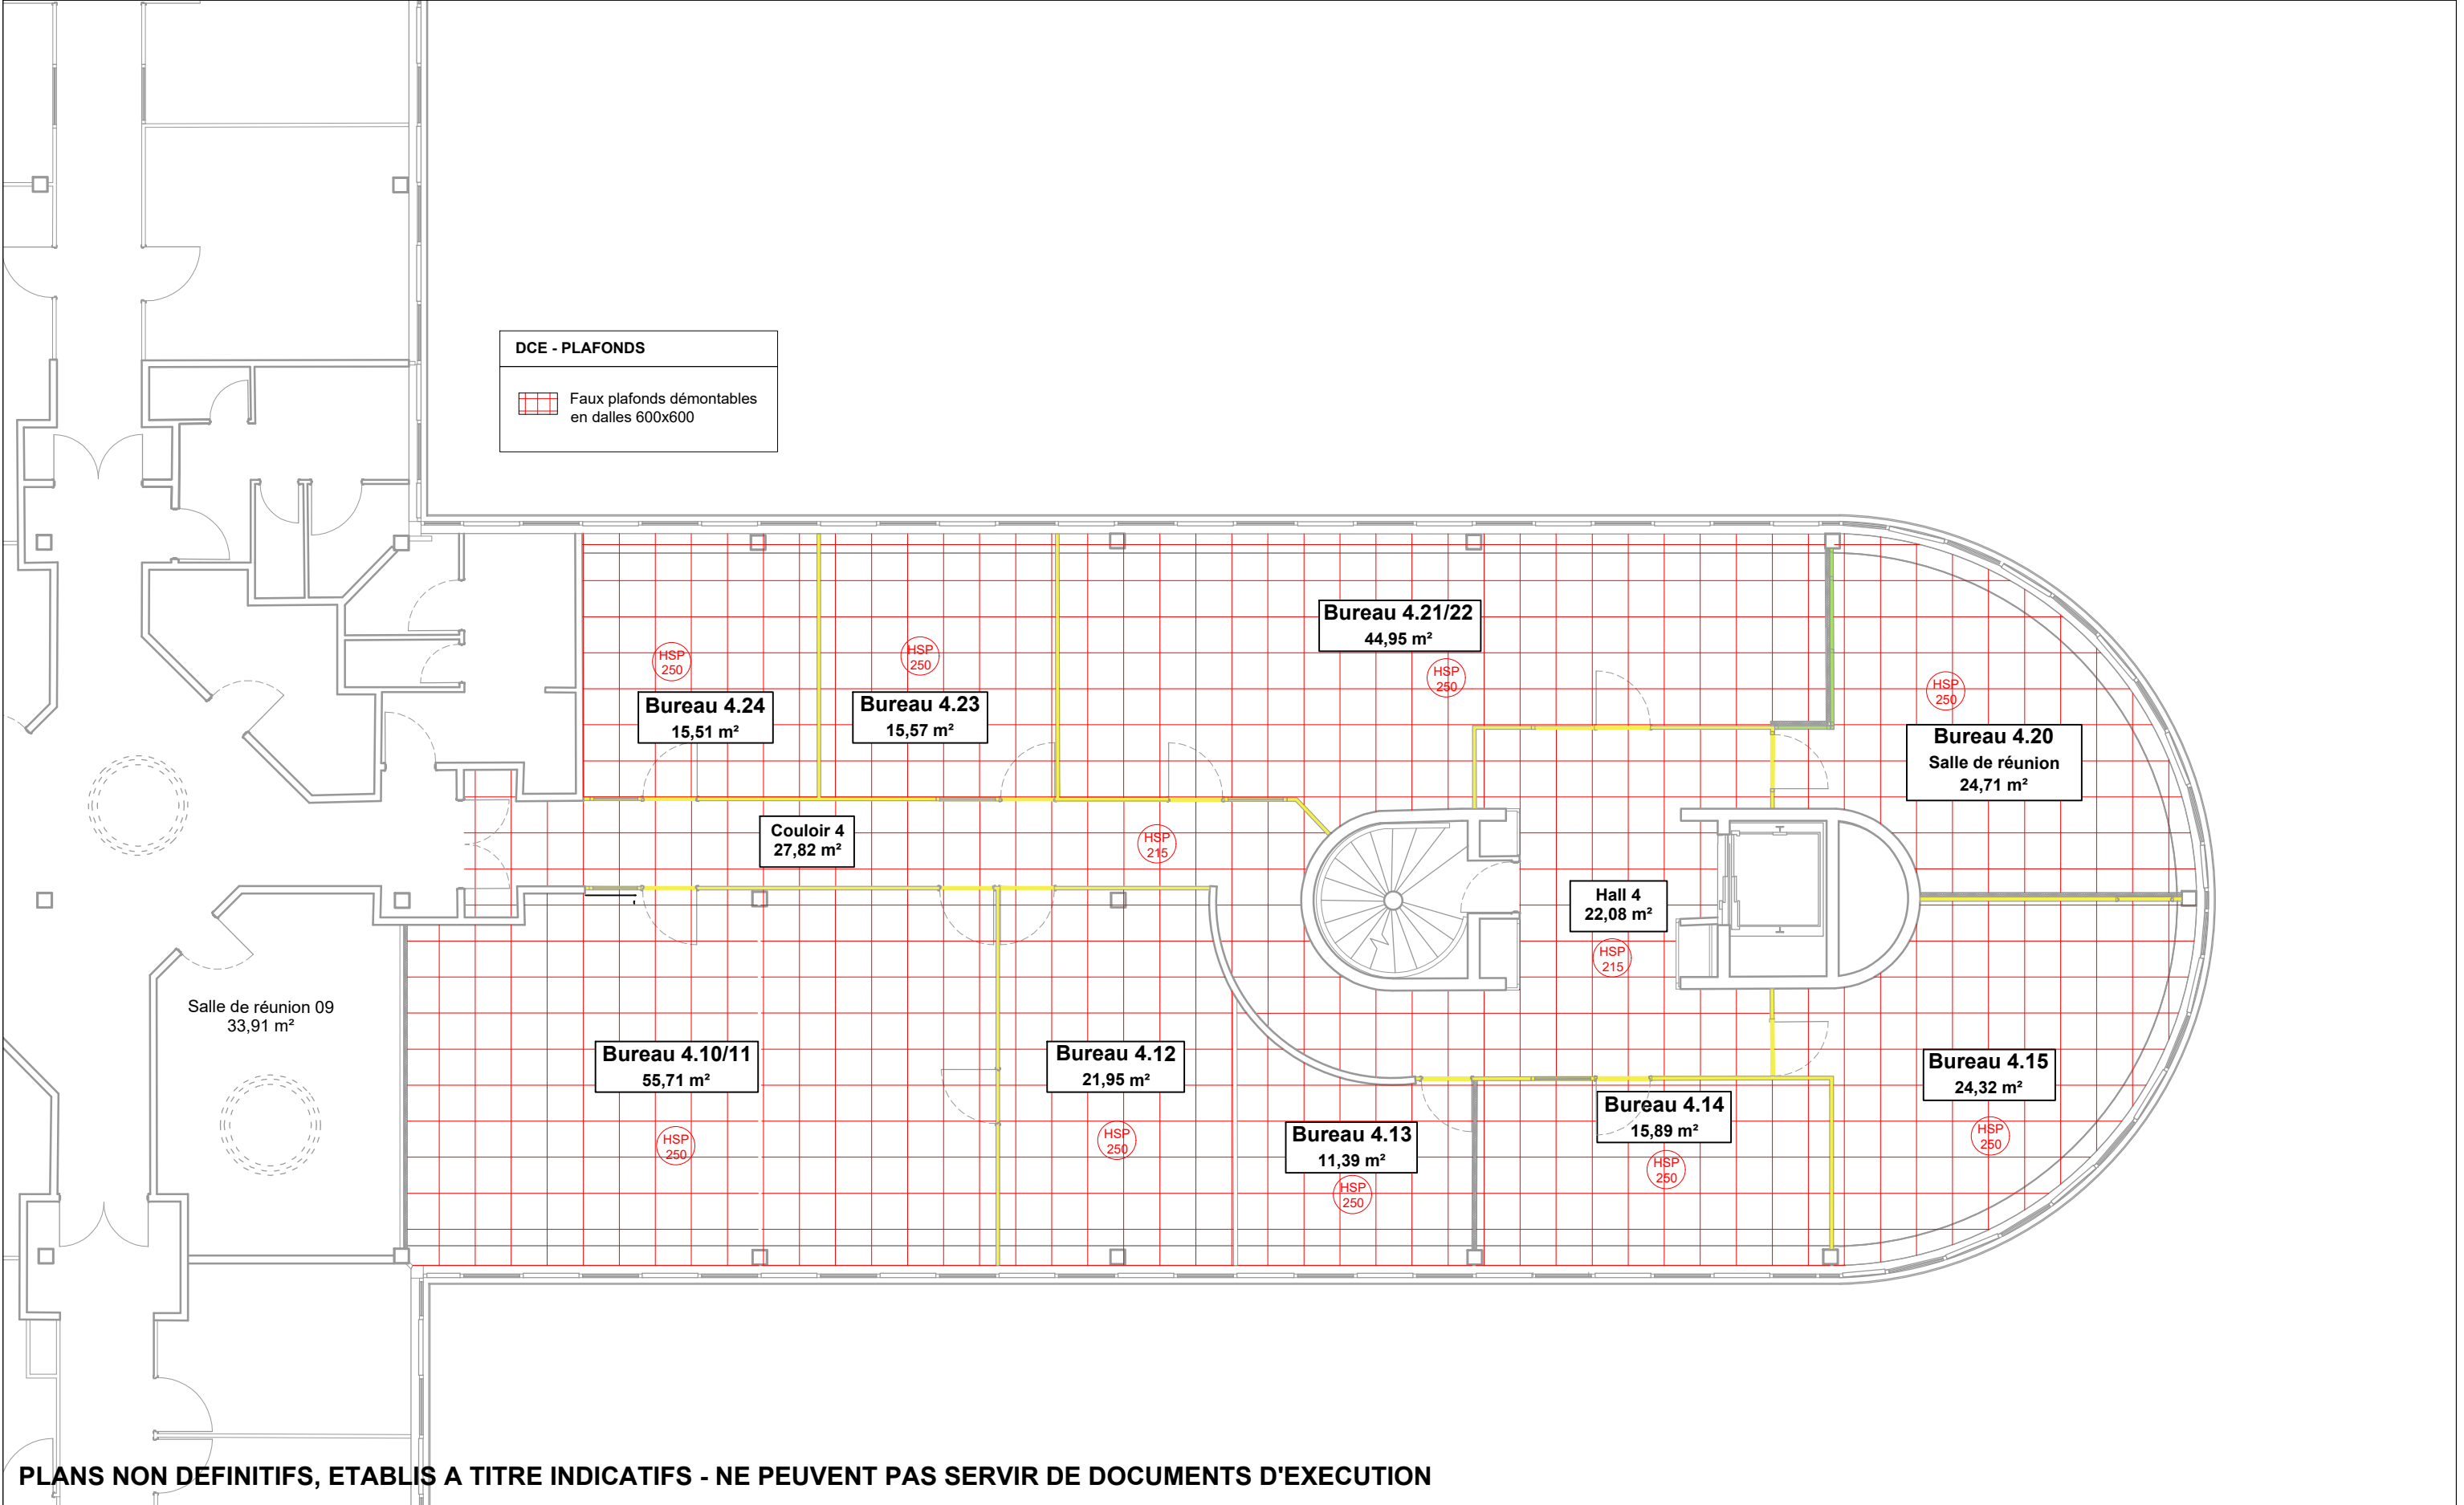 DCE - PLAFONDS
Faux plafonds démontables
en dalles 600x600
Bureau 4.21/22
44,95 m²
HSP
250
HSP
250
HSP
250
HSP
250
Bureau 4.24
15,51 m²
Bureau 4.23
15,57 m²
Bureau 4.20
Salle de réunion
24,71 m²
Couloir 4
27,82 m²
HSP
215
Hall 4
22,08 m²
HSP
215
Salle de réunion 09
33,91 m²
Bureau 4.10/11
55,71 m²
HSP
250
Bureau 4.12
21,95 m²
HSP
250
Bureau 4.13
11,39 m²
HSP
250
Bureau 4.14
15,89 m²
HSP
250
Bureau 4.15
24,32 m²
HSP
250
PLANS NON DEFINITIFS, ETABLIS A TITRE INDICATIFS - NE PEUVENT PAS SERVIR DE DOCUMENTS D'EXECUTION